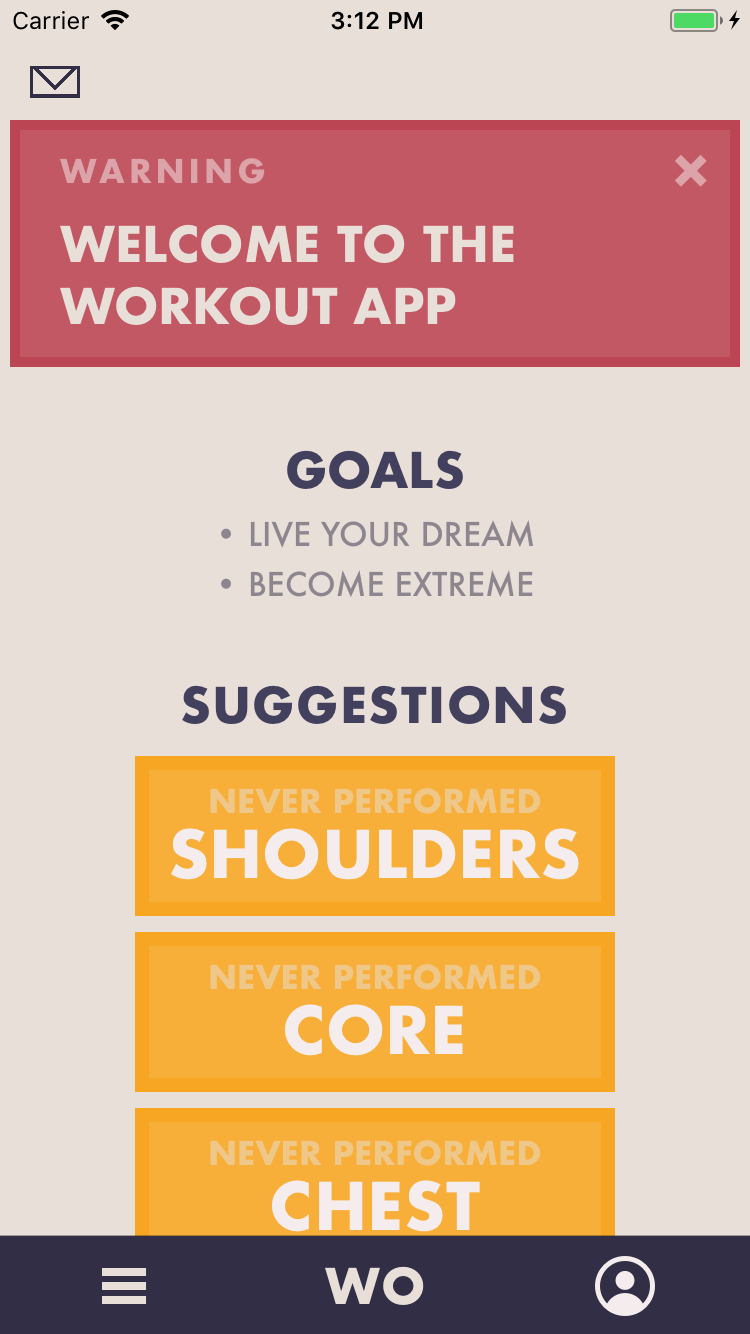 Carrier 3:12 PM
WARNING
WELCOME TO THE
WORKOUT APP
GOALS
• LIVE YOUR DREAM
• BECOME EXTREME
SUGGESTIONS
NEVER PERFORMED
SHOULDERS
NEVER PERFORMED
CORE
NEVER PERFORMED
CHEST
WO